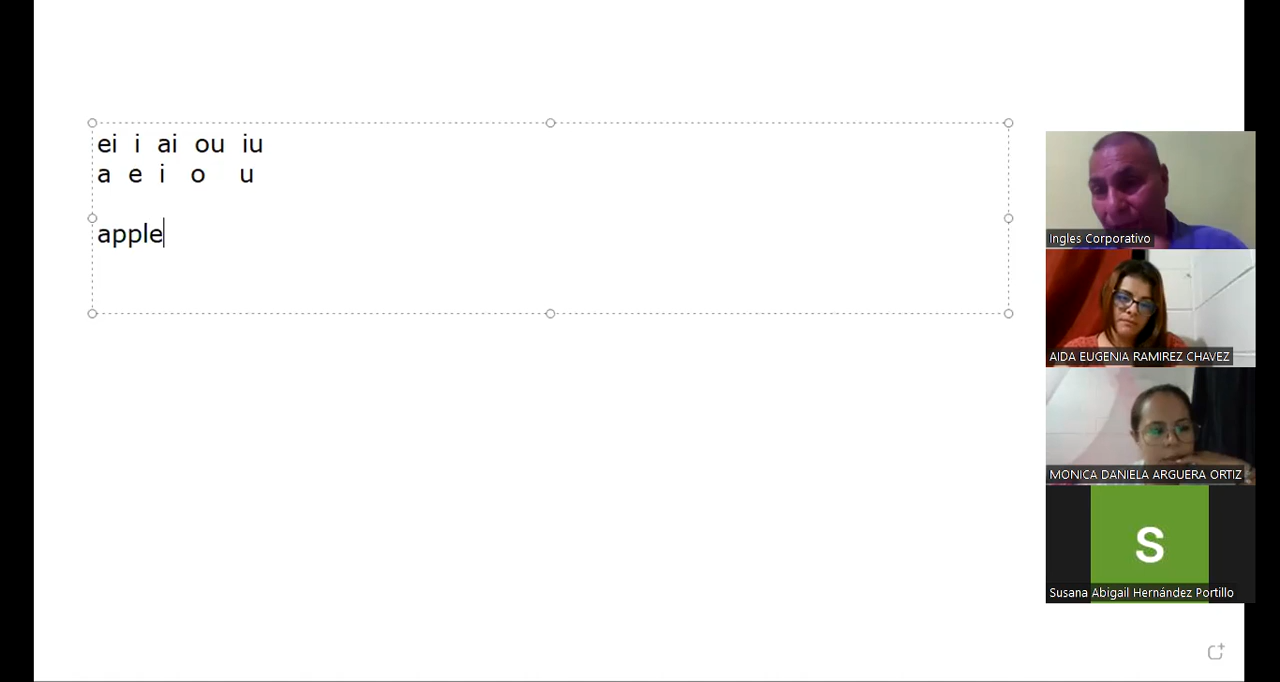 ei i ai ou iu
a e i o u
apple
Ingles Corporativo
AIDA EUGENIA RAMIREZ CHAVEZ
MONICA DANIELA ARGUERA ORTIZ
S
Susana Abigail Hernández Portillo